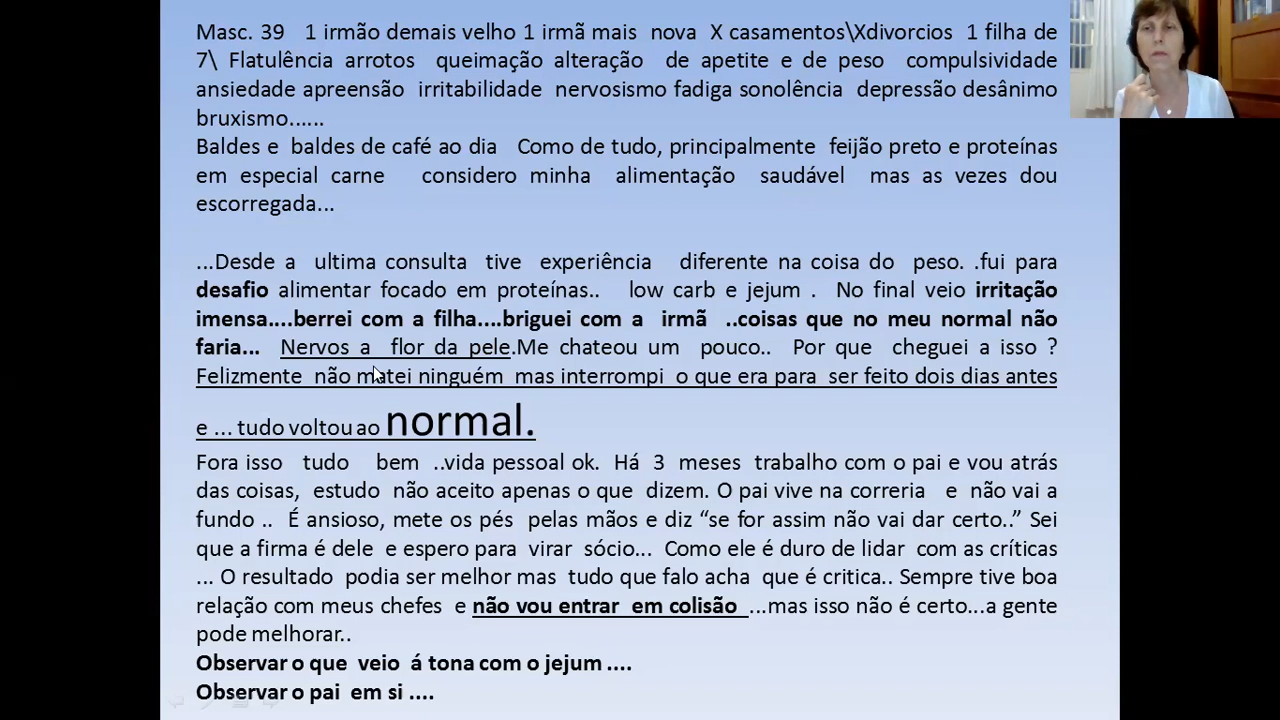 Masc. 39 1 irmão demais velho 1 irmã mais nova X casamentos\Xdivorcios 1 filha de
7\ Flatulência arrotos queimação alteração de apetite e de peso compulsividade
ansiedade apreensão irritabilidade nervosismo fadiga sonolência depressão desânimo
bruxismo......
Baldes e baldes de café ao dia Como de tudo, principalmente feijão preto e proteínas
em especial carne considero minha alimentação saudável mas as vezes dou
escorregada...
...Desde a ultima consulta tive experiência diferente na coisa do peso. .fui para
desafio alimentar focado em proteínas.. low carb e jejum . No final veio irritação
imensa....berrei com a filha....briguei com a irmã ..coisas que no meu normal não
faria... Nervos a flor da pele.Me chateou um pouco.. Por que cheguei a isso ?
Felizmente não matei ninguém mas interrompi o que era para ser feito dois dias antes
e ... tudo voltou ao normal.
Fora isso tudo bem ..vida pessoal ok. Há 3 meses trabalho com o pai e vou atrás
das coisas, estudo não aceito apenas o que dizem. O pai vive na correria e não vai a
fundo .. É ansioso, mete os pés pelas mãos e diz “se for assim não vai dar certo..” Sei
que a firma é dele e espero para virar sócio... Como ele é duro de lidar com as críticas
... O resultado podia ser melhor mas tudo que falo acha que é critica.. Sempre tive boa
relação com meus chefes e não vou entrar em colisão ...mas isso não é certo...a gente
pode melhorar..
Observar o que veio á tona com o jejum ....
Observar o pai em si ....